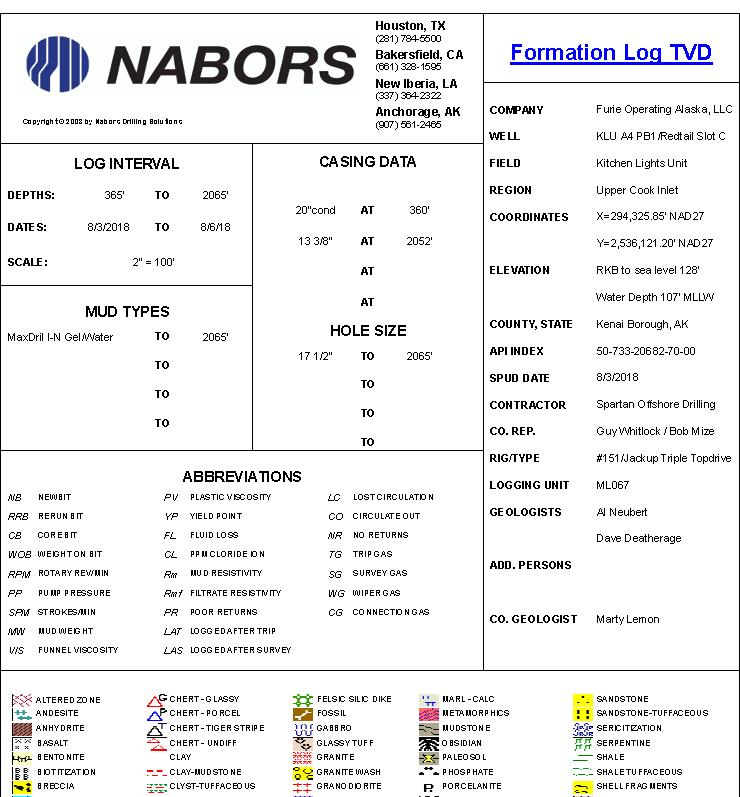 NABORS
Copyright © 2008 by Nabors Drilling Solutions
Houston, TX
(281) 784-5500
Bakersfield, CA
(661) 328-1595
New Iberia, LA
(337) 364-2322
Anchorage, AK
(907) 561-2465
Formation Log TVD
LOG INTERVAL
DEPTHS: 365' TO 2065'
DATES: 8/3/2018 TO 8/6/18
SCALE: 2" = 100'
MUD TYPES
MaxDril I-N Gel/Water TO 2065'
TO
TO
TO
CASING DATA
20"cond AT 360'
13 3/8" AT 2052'
AT
AT
HOLE SIZE
17 1/2" TO 2065'
TO
TO
TO
COMPANY Furie Operating Alaska, LLC
WELL KLU A4 PB1/Redtail Slot C
FIELD Kitchen Lights Unit
REGION Upper Cook Inlet
COORDINATES X=294,325.85' NAD27
Y=2,536,121.20' NAD27
ELEVATION RKB to sea level 128'
Water Depth 107' MLLW
COUNTY, STATE Kenai Borough, AK
API INDEX 50-733-20682-70-00
SPUD DATE 8/3/2018
CONTRACTOR Spartan Offshore Drilling
CO. REP. Guy Whitlock / Bob Mize
RIG/TYPE #151/Jackup Triple Topdrive
LOGGING UNIT ML067
GEOLOGISTS Al Neubert
Dave Deatherage
ADD. PERSONS
CO. GEOLOGIST Marty Lemon
ABBREVIATIONS
NB NEW BIT PV PLASTIC VISCOSITY LC LOST CIRCULATION
RRB RERUN BIT YP YIELD POINT CO CIRCULATE OUT
CB CORE BIT FL FLUID LOSS NR NO RETURNS
WOB WEIGHT ON BIT CL PPM CLORIDE ION TG TRIP GAS
RPM ROTARY REV/MIN Rm MUD RESISTIVITY SG SURVEY GAS
PP PUMP PRESSURE Rmf FILTRATE RESISTIVITY WG WIPER GAS
SPM STROKES/MIN PR POOR RETURNS CG CONNECTION GAS
MW MUD WEIGHT LAT LOGGED AFTER TRIP
VIS FUNNEL VISCOSITY LAS LOGGED AFTER SURVEY
ALTERED ZONE CHERT - GLASSY FELSIC SILIC DIKE MARL - CALC SANDSTONE
ANDESITE CHERT - PORCEL FOSSIL METAMORPHICS SANDSTONE-TUFFACEOUS
ANHYDRITE CHERT - TIGER STRIPE GABBRO MUDSTONE SERICITIZATION
BASALT CHERT - UNDIFF GLASSY TUFF OBSIDIAN SERPENTINE
BENTONITE CLAY GRANITE PALEOSOL SHALE
BIOTITIZATION CLAY-MUDSTONE GRANITE WASH PHOSPHATE SHALE TUFFACEOUS
BRECCIA CLYST-TUFFACEOUS GRANODIORITE PORCELANITE SHELL FRAGMENTS